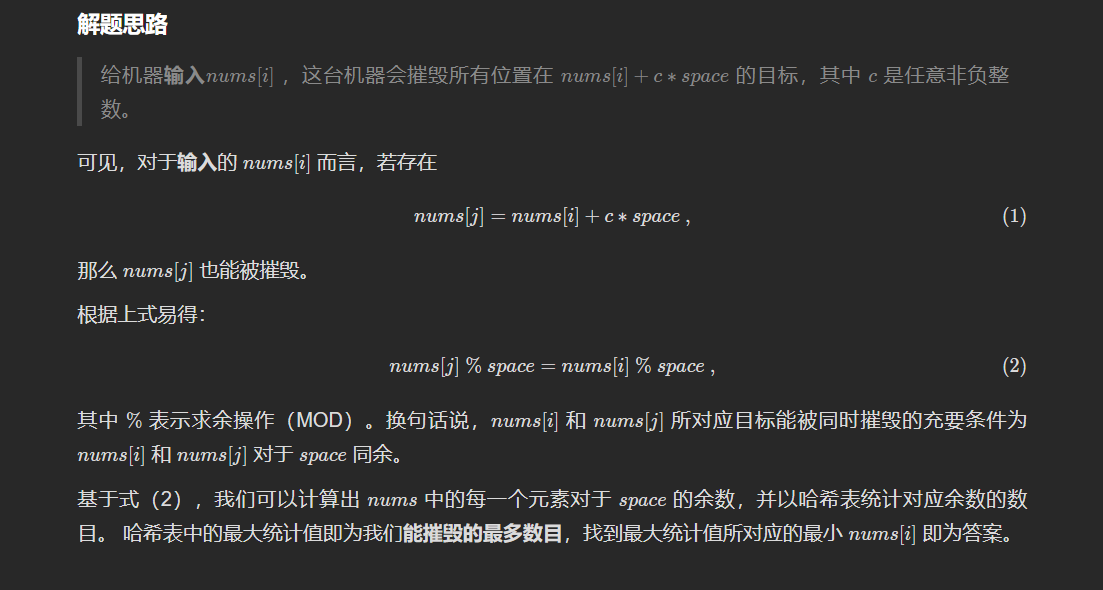 解题思路
给机器输入nums[i] ，这台机器会摧毁所有位置在 nums[i] + c ∗ space 的目标，其中 c 是任意非负整
数。
可见，对于输入的 nums[i] 而言，若存在
nums[j] = nums[i] + c ∗ space , (1)
那么 nums[j] 也能被摧毁。
根据上式易得：
nums[j] % space = nums[i] % space , (2)
其中 % 表示求余操作（MOD）。换句话说，nums[i] 和 nums[j] 所对应目标能被同时摧毁的充要条件为
nums[i] 和 nums[j] 对于 space 同余。
基于式（2），我们可以计算出 nums 中的每一个元素对于 space 的余数，并以哈希表统计对应余数的数
目。 哈希表中的最大统计值即为我们能摧毁的最多数目，找到最大统计值所对应的最小 nums[i] 即为答案。